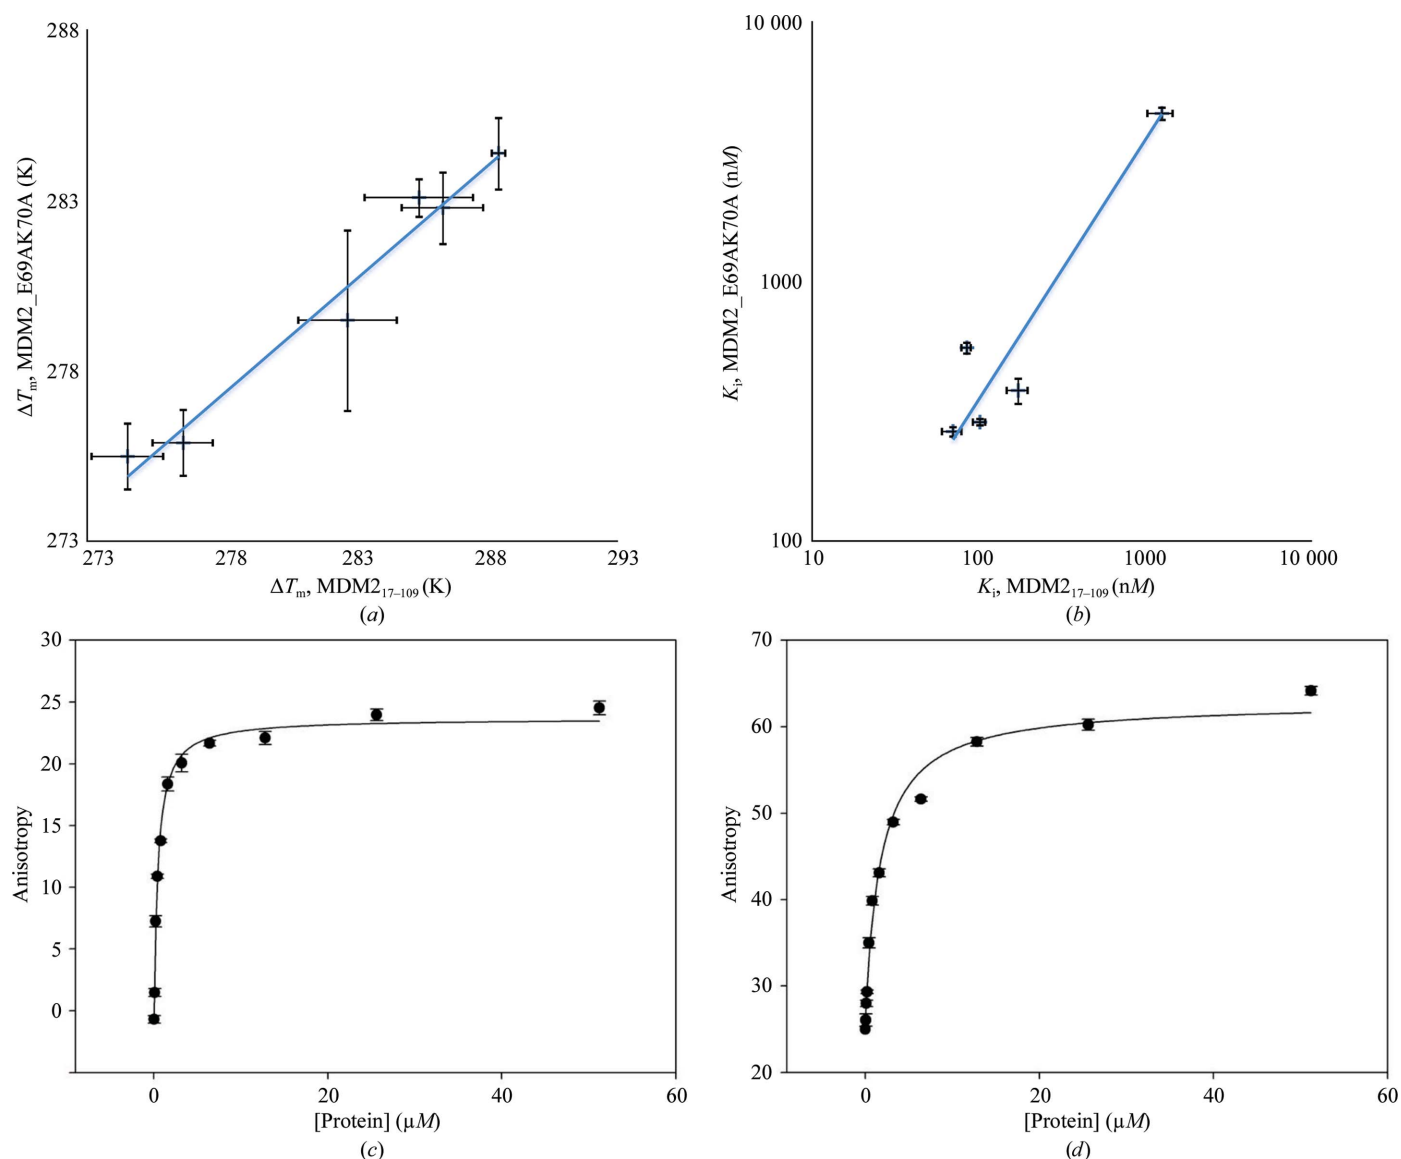 288
283
278
273
273 278 283 288 293
ΔTm, MDM2_E69AK70A (K)
ΔTm, MDM217–109 (K)
(a)
10 000
1000
100
10 100 1000 10 000
Ki, MDM2_E69AK70A (nM)
Ki, MDM217–109 (nM)
(b)
30
25
20
15
10
5
0
0 20 40 60
Anisotropy
[Protein] (µM)
(c)
70
60
50
40
30
20
0 20 40 60
Anisotropy
[Protein] (µM)
(d)